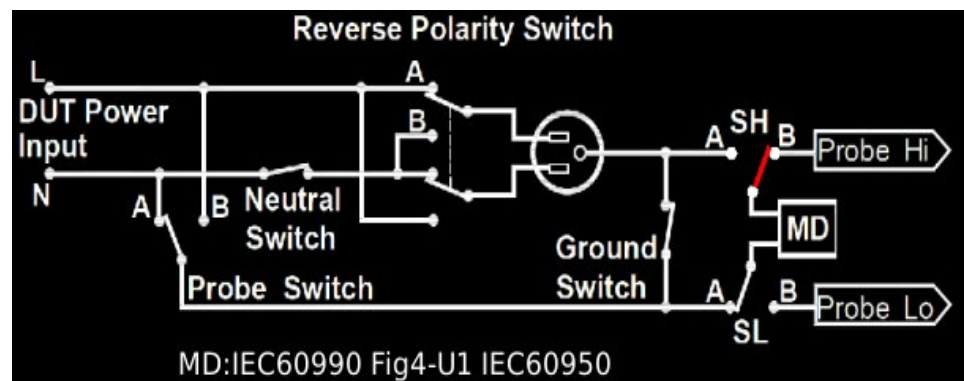 Reverse Polarity Switch
L
A
DUT Power
Input
B
A SH B Probe Hi
N
A B Neutral
Switch
MD
Ground
Switch
Probe Switch
A B Probe Lo
SL
MD:IEC60990 Fig4-U1 IEC60950